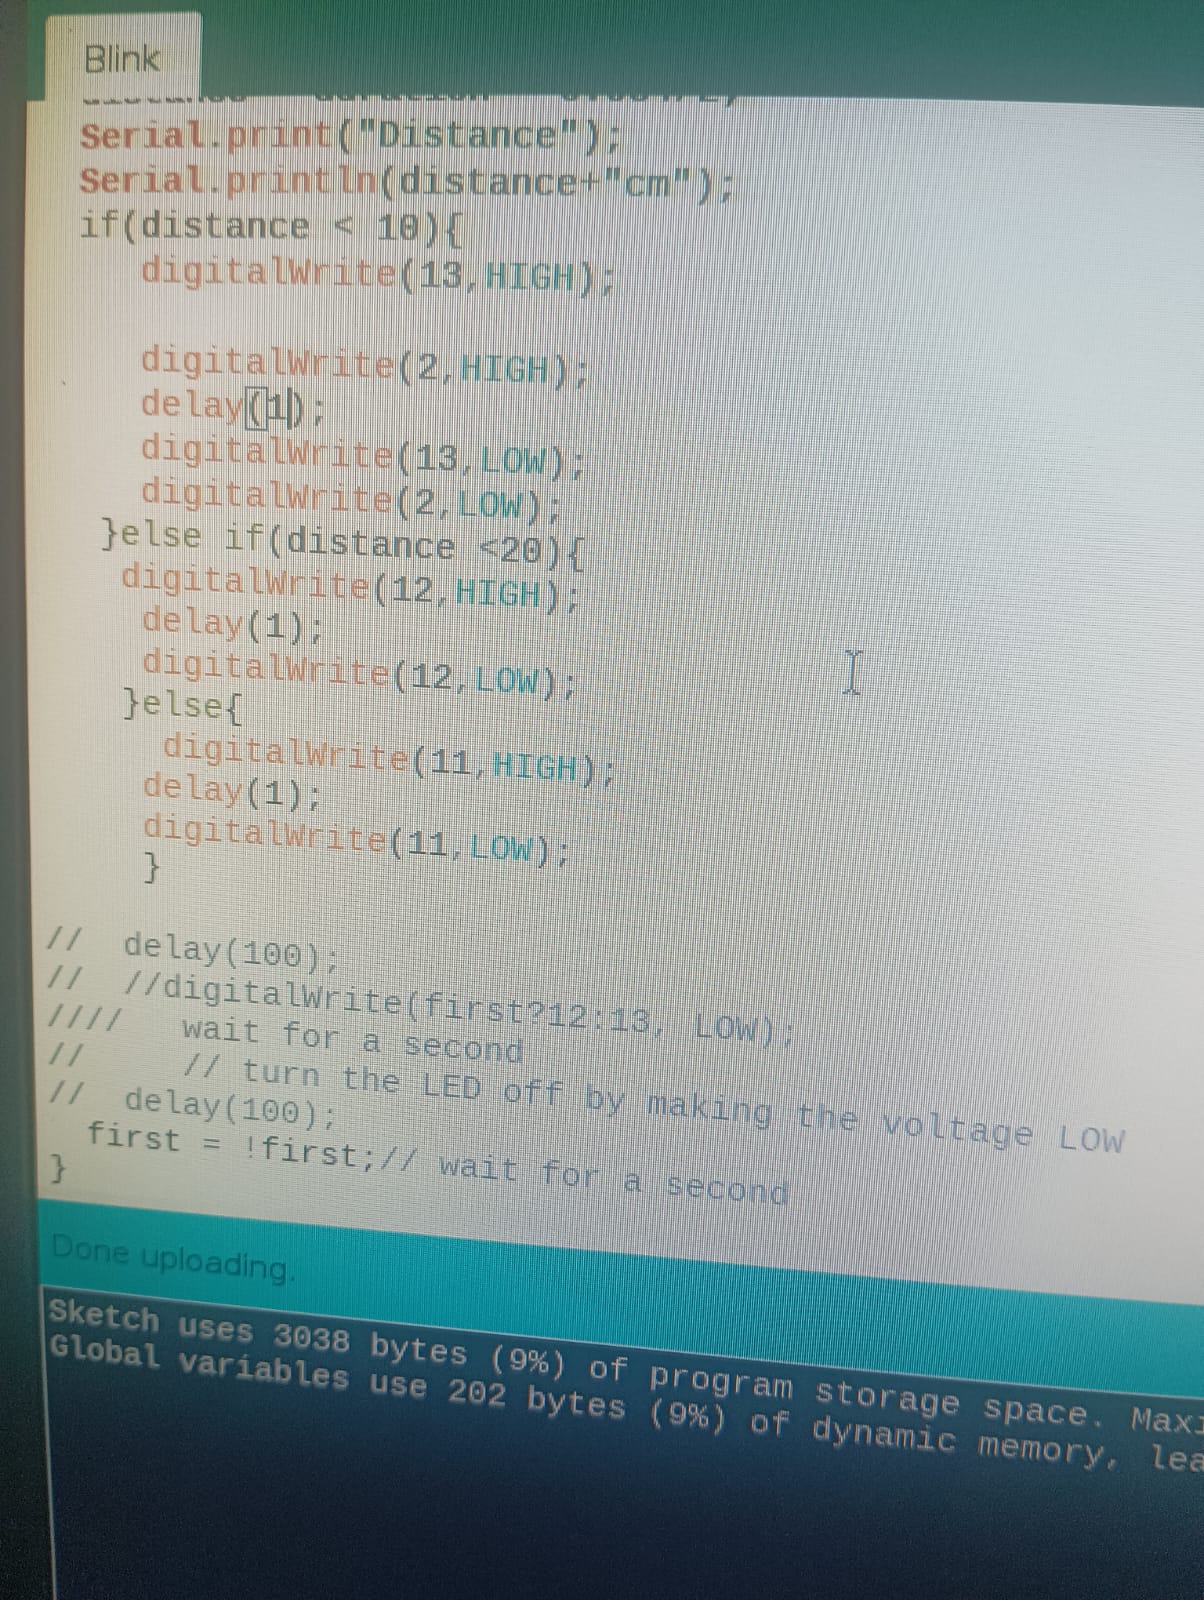 Blink
Serial.print("Distance");
Serial.println(distance+"cm");
if(distance < 10){
digitalWrite(13,HIGH);
digitalWrite(2,HIGH);
delay(1);
digitalWrite(13,LOW);
digitalWrite(2,LOW);
}else if(distance <20){
digitalWrite(12,HIGH);
delay(1);
digitalWrite(12,LOW);
}else{
digitalWrite(11,HIGH);
delay(1);
digitalWrite(11,LOW);
}
// delay(100);
// //digitalWrite(first?12:13, LOW);
//// wait for a second
// // turn the LED off by making the voltage LOW
// delay(100);
first = !first;// wait for a second
}
Done uploading.
Sketch uses 3038 bytes (9%) of program storage space. Maxi
Global variables use 202 bytes (9%) of dynamic memory, lea